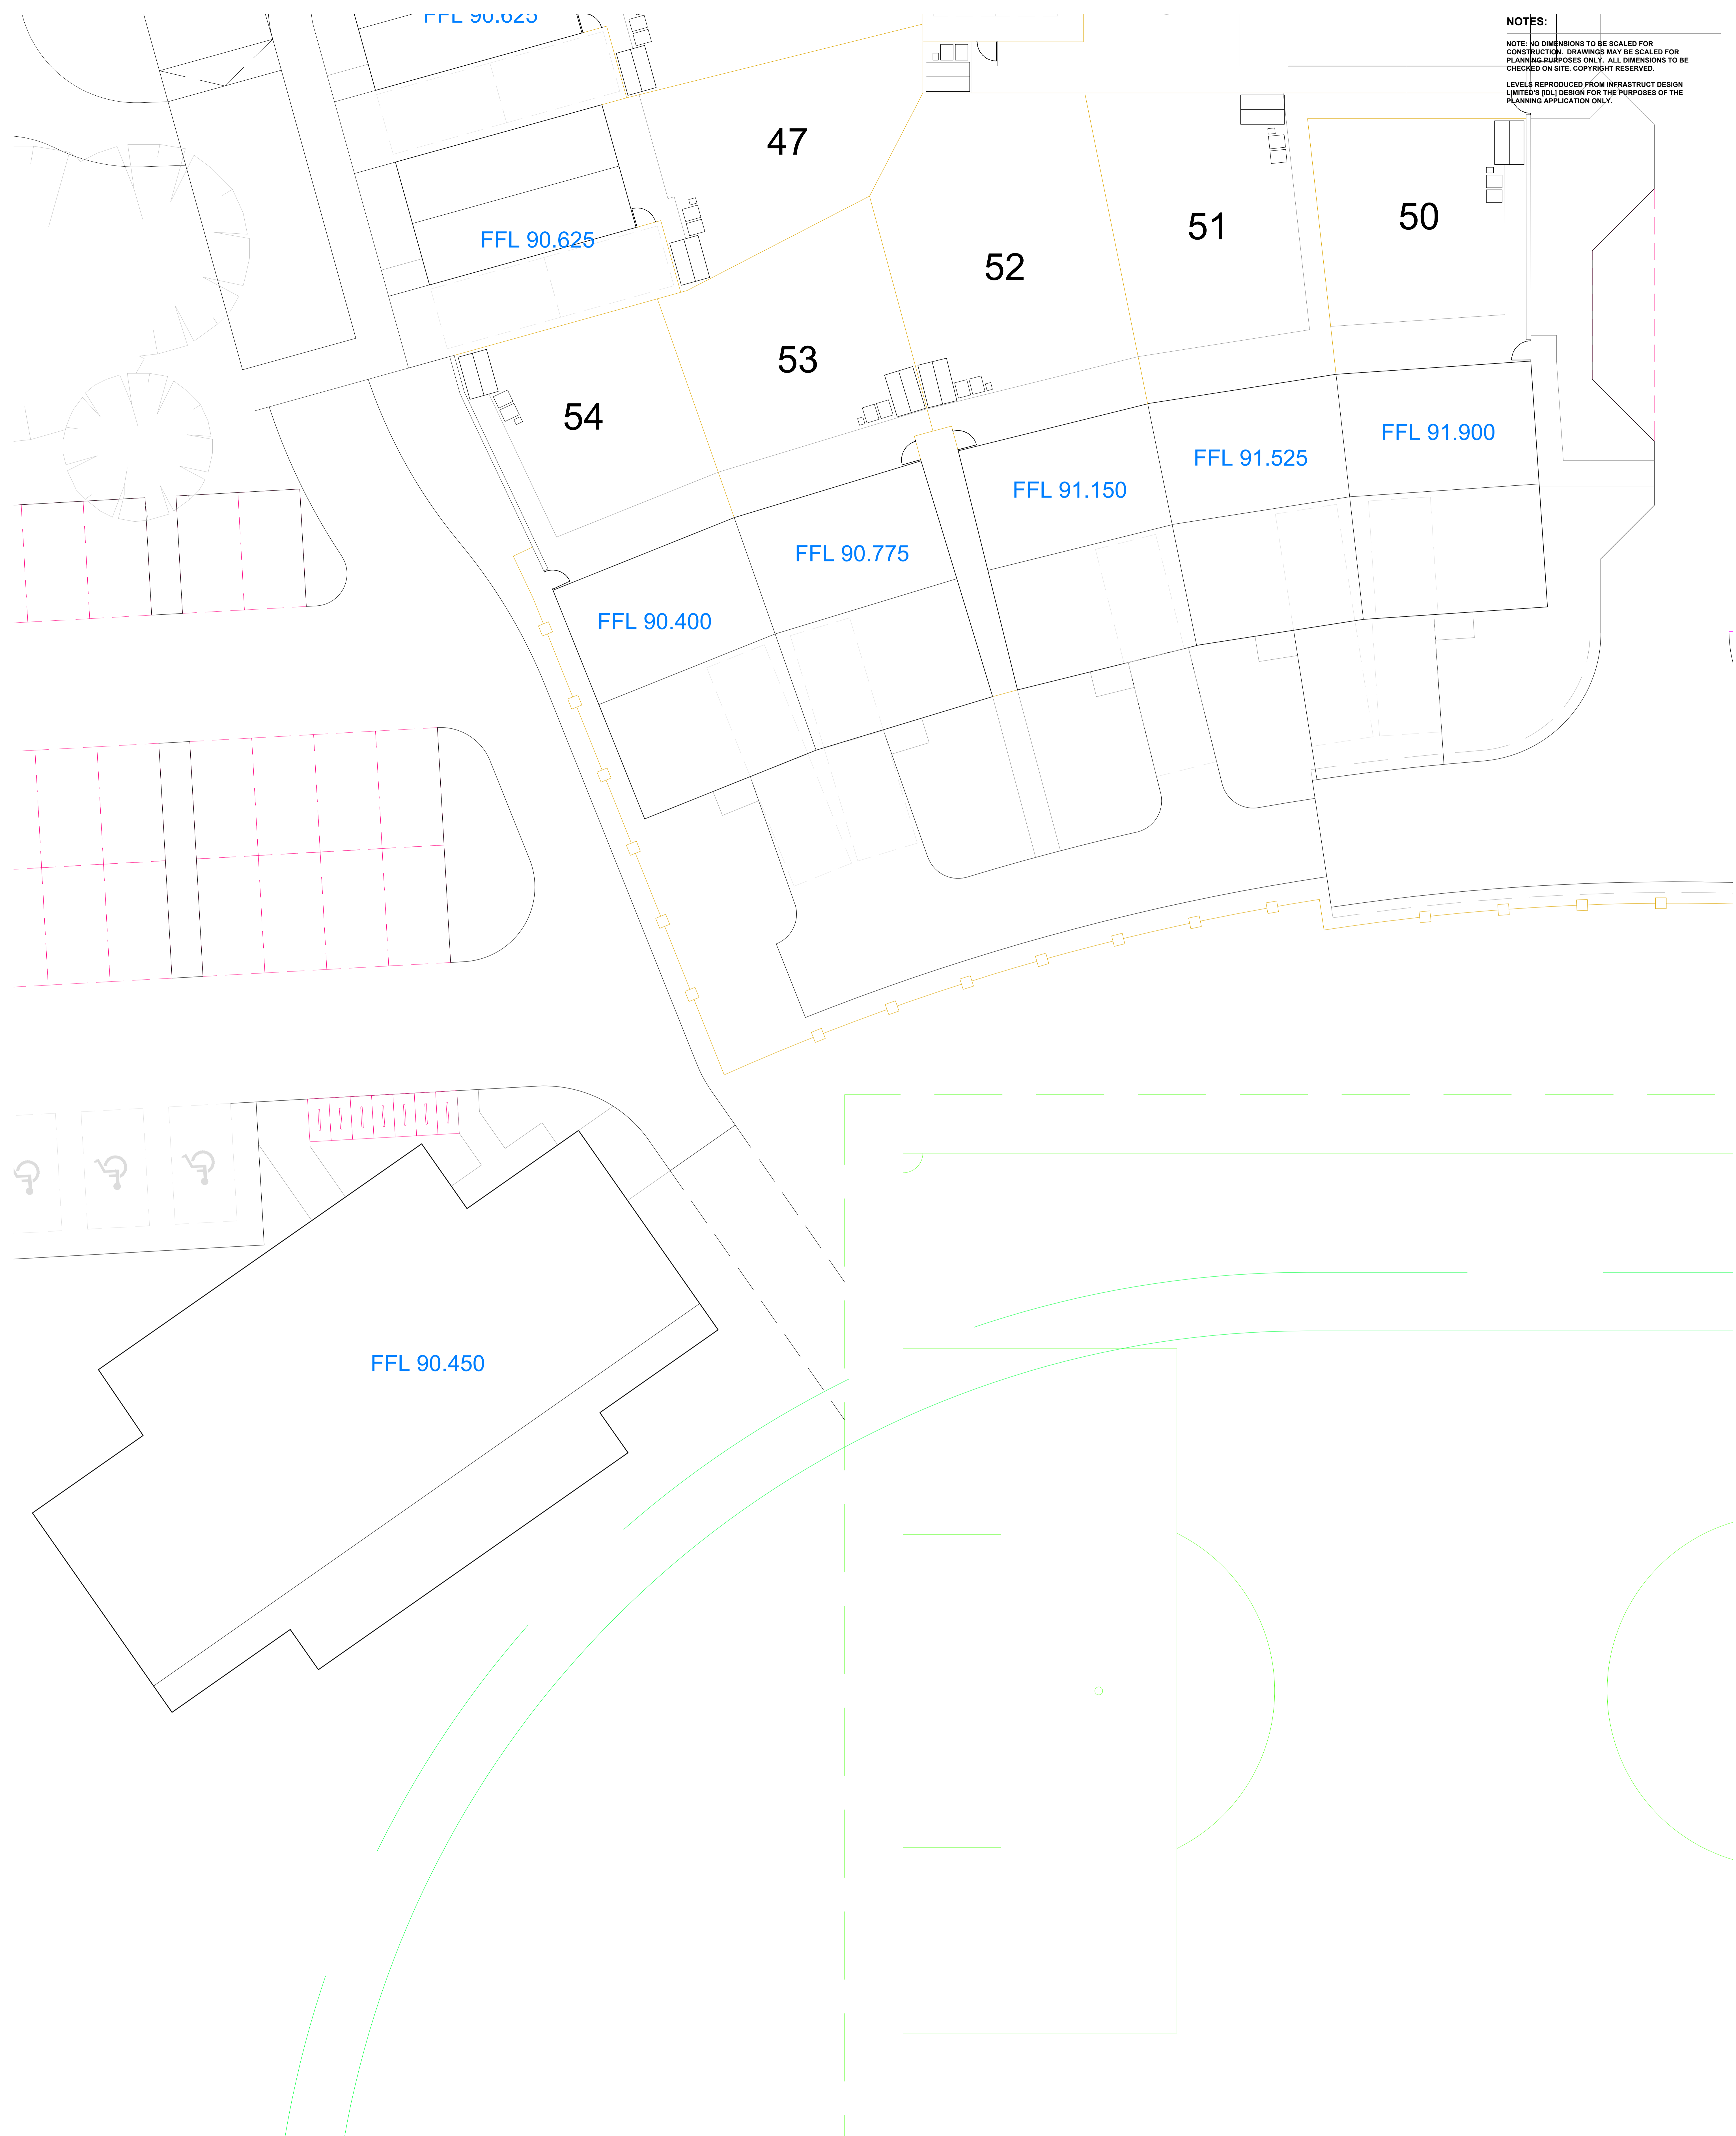 FFL 90.625
NOTES:
NOTE: NO DIMENSIONS TO BE SCALED FOR
CONSTRUCTION. DRAWINGS MAY BE SCALED FOR
PLANNING PURPOSES ONLY. ALL DIMENSIONS TO BE
CHECKED ON SITE. COPYRIGHT RESERVED.
LEVELS REPRODUCED FROM INFRASTRUCT DESIGN
LIMITED'S [IDL] DESIGN FOR THE PURPOSES OF THE
PLANNING APPLICATION ONLY.
47
50
51
FFL 90.625
52
53
54
FFL 91.900
FFL 91.525
FFL 91.150
FFL 90.775
FFL 90.400
FFL 90.450